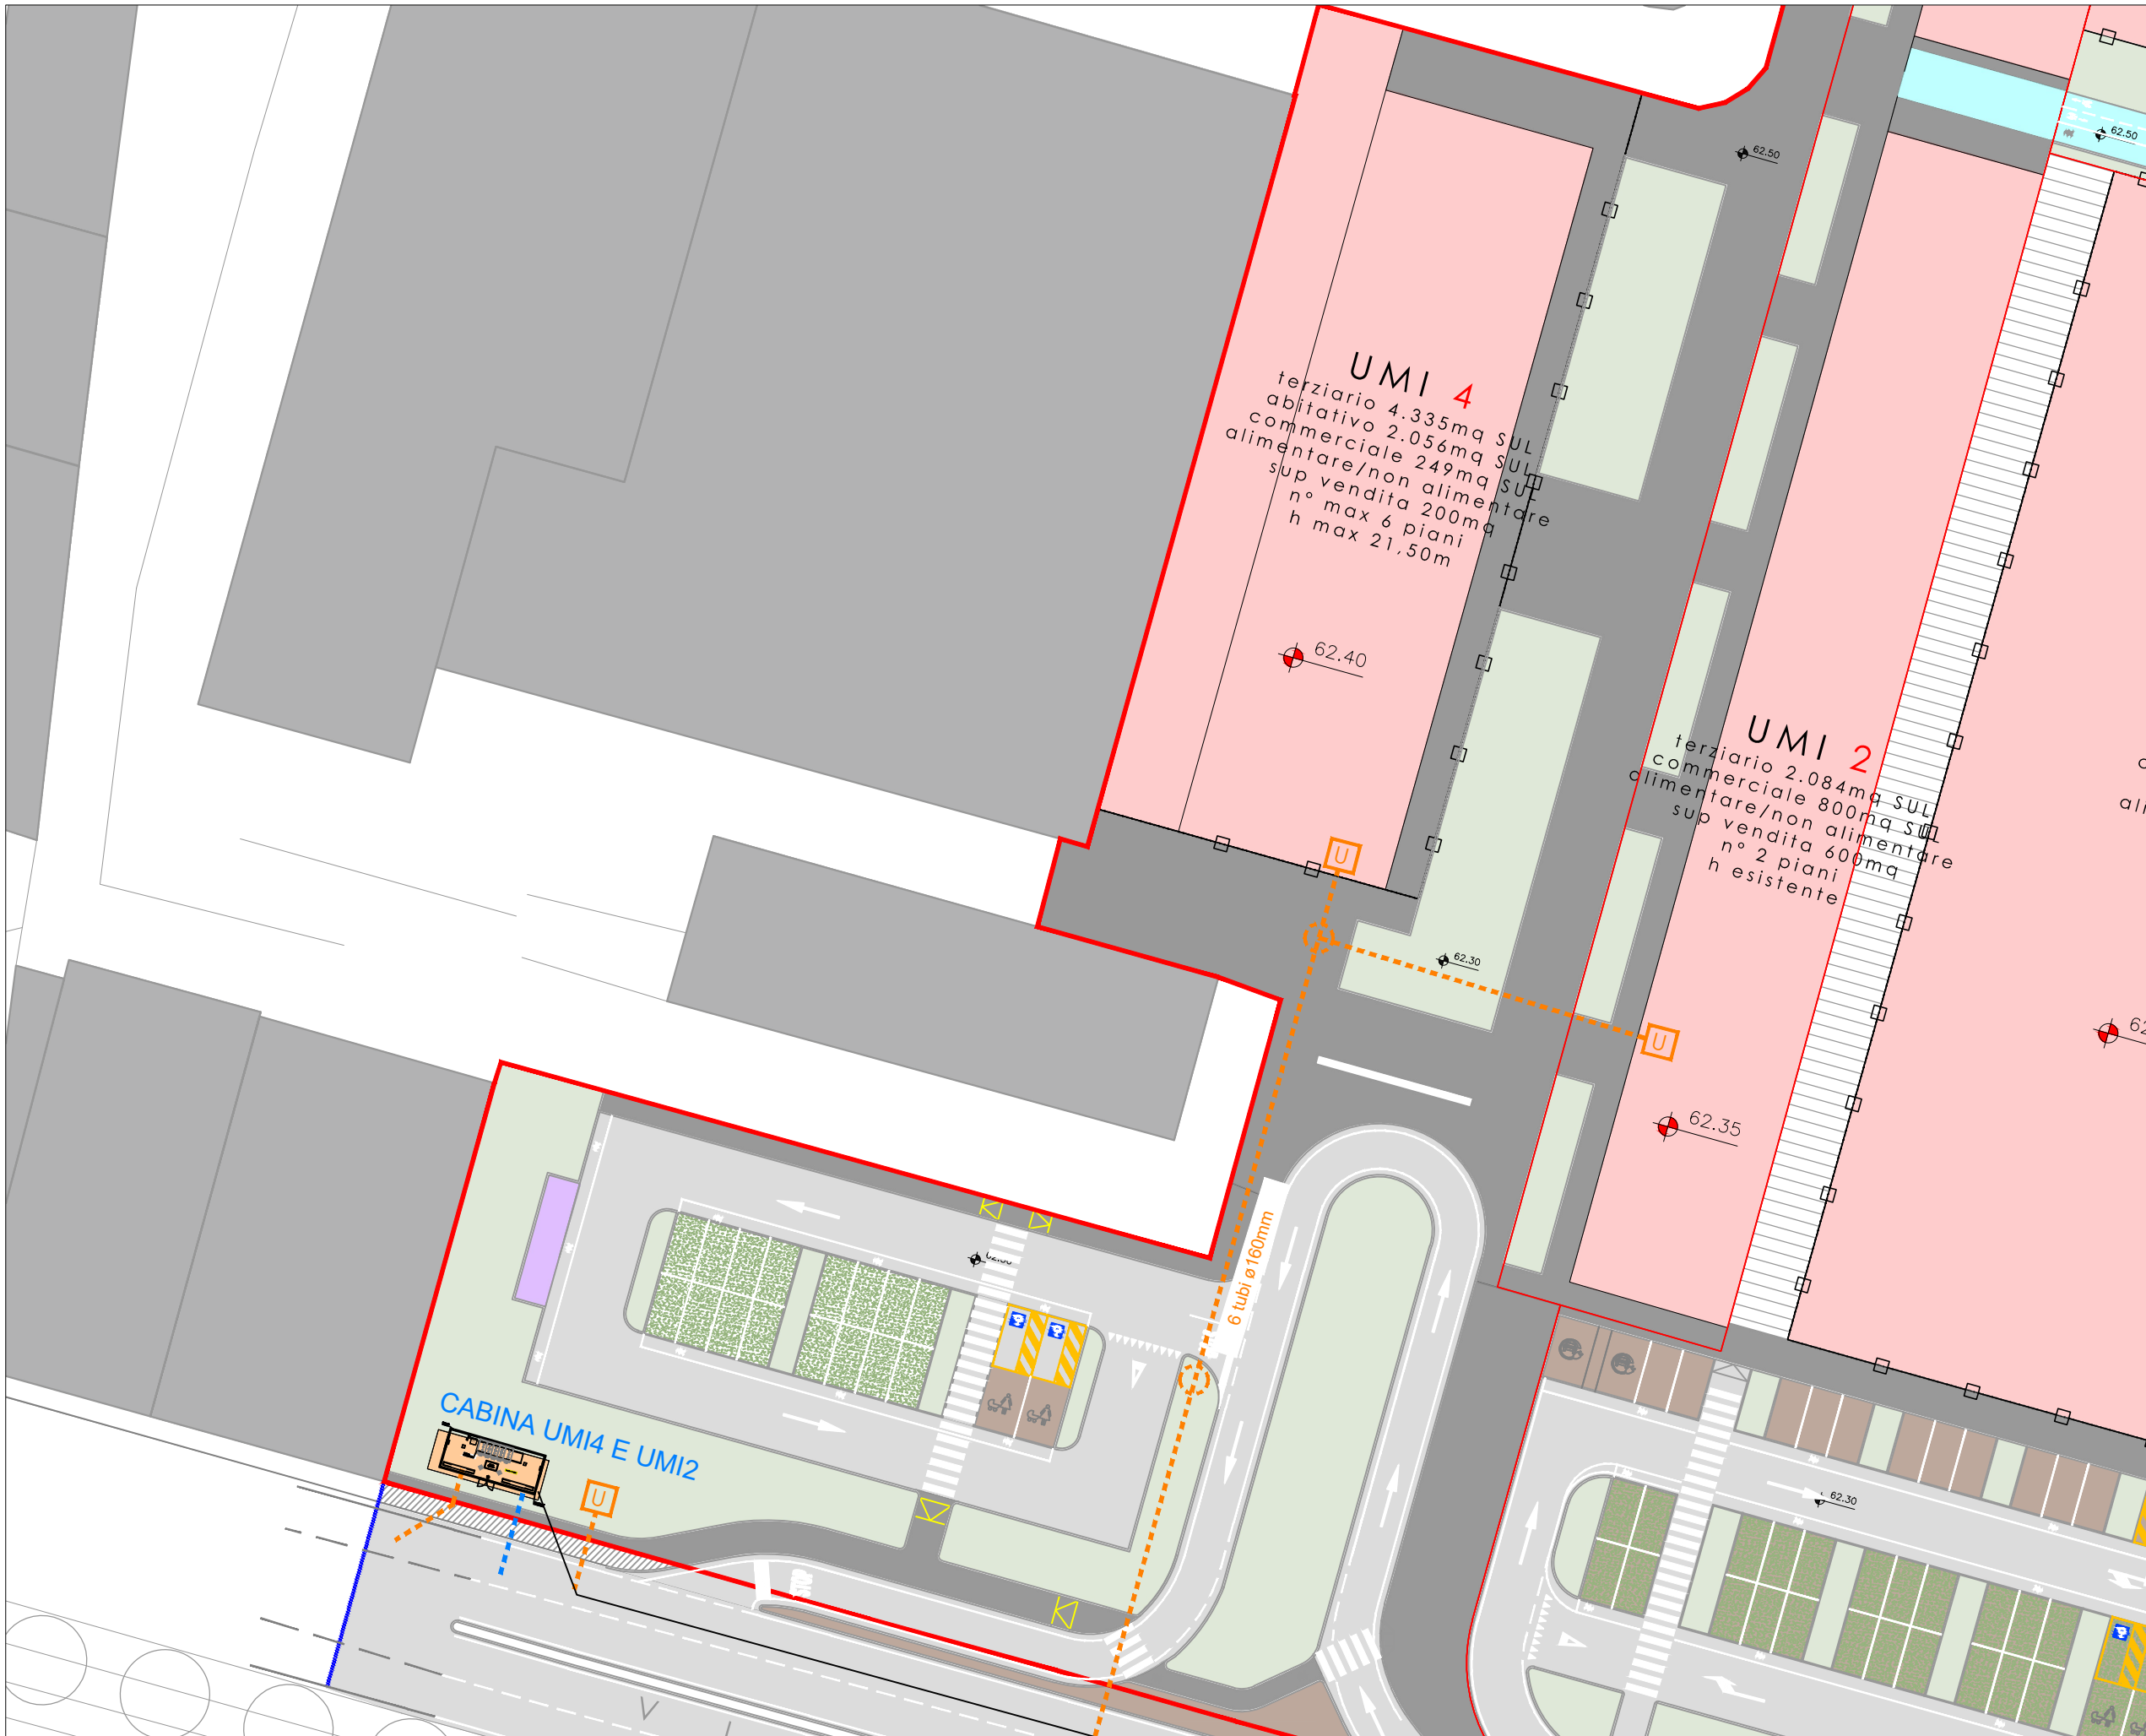 62.50
62.50
UMI 4
terziario 4.335mq SUL
abitativo 2.056mq SUL
commerciale 249mq SUL
alimentare/non alimentare
sup vendita 200mq
n° max 6 piani
h max 21,50m
62.40
UMI 2
terziario 2.084mq SUL
commerciale 800mq SUL
alimentare/non alimentare
sup vendita 600mq
n° 2 piani
h esistente
U
62.30
U
62.35
6 tubi ø160mm
CABINA UMI4 E UMI2
U
62.30
STOP